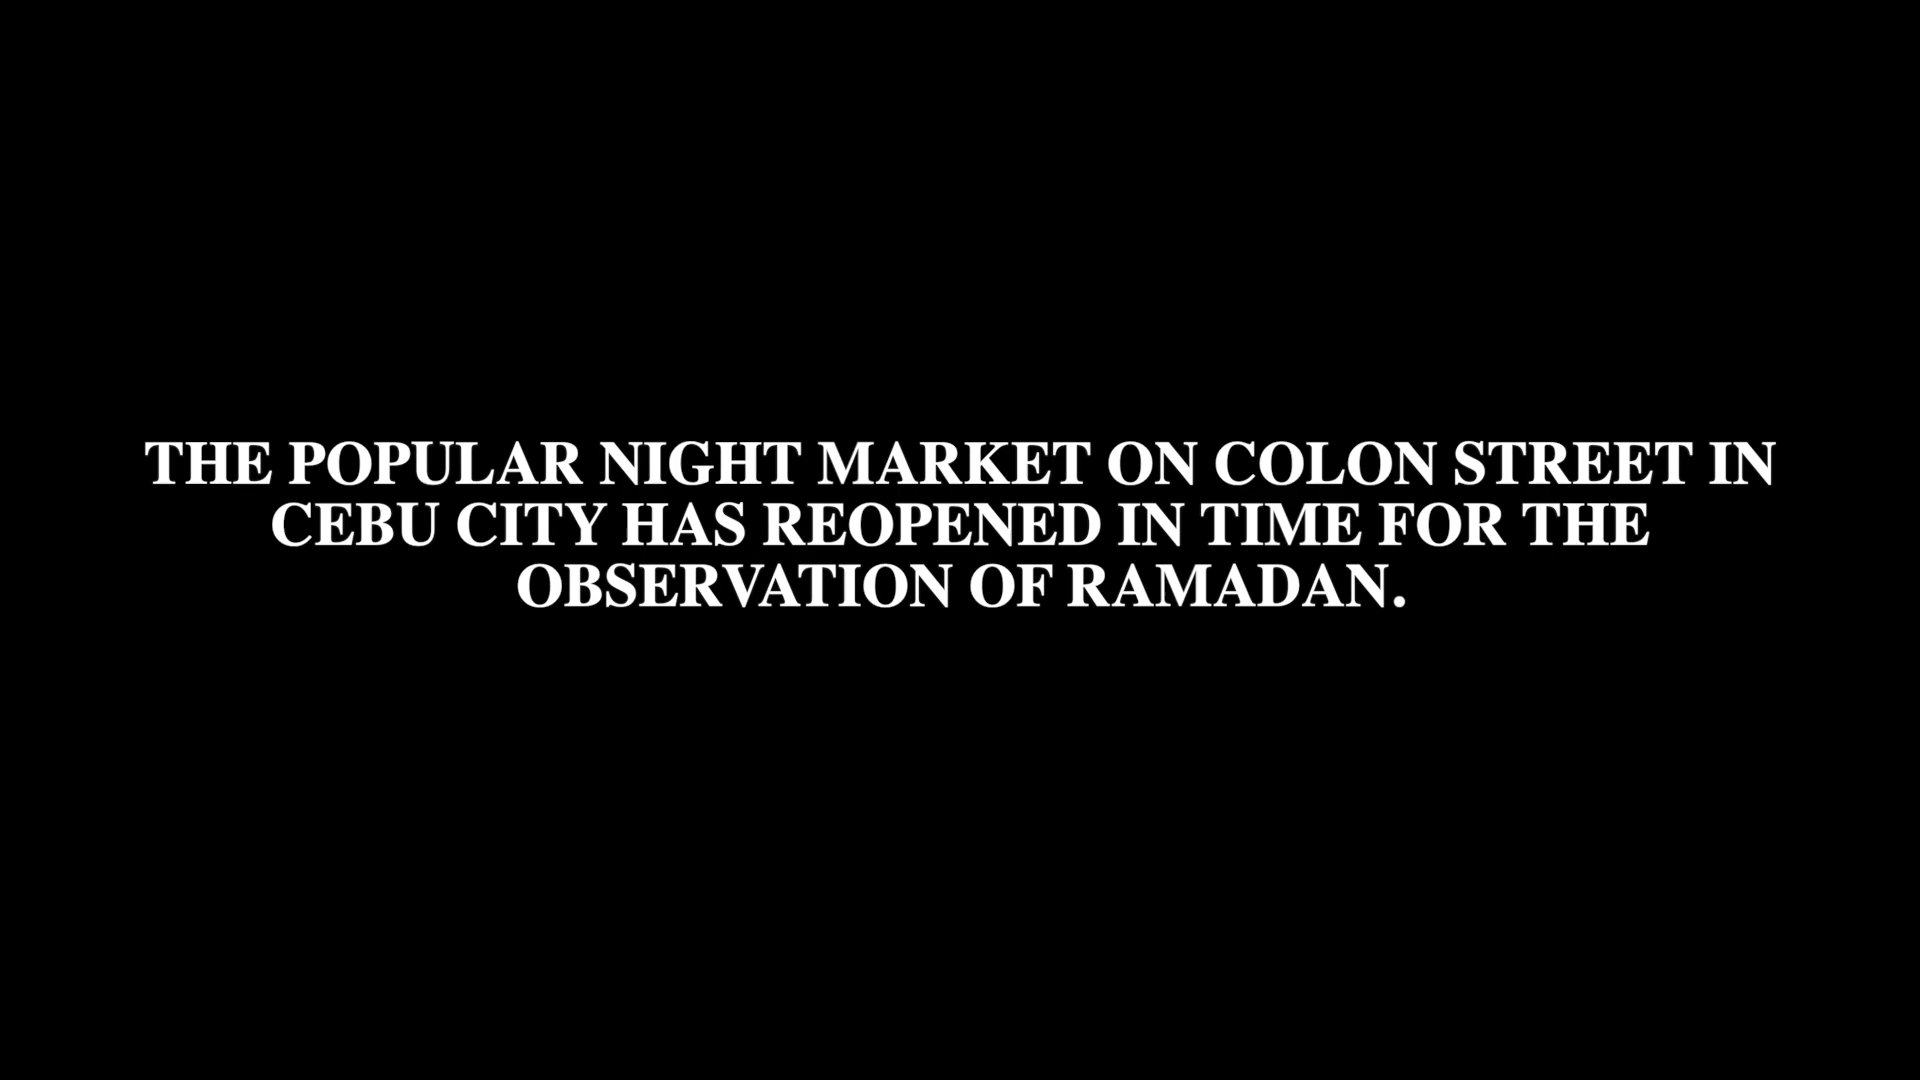 THE POPULAR NIGHT MARKET ON COLON STREET IN
CEBU CITY HAS REOPENED IN TIME FOR THE
OBSERVATION OF RAMADAN.